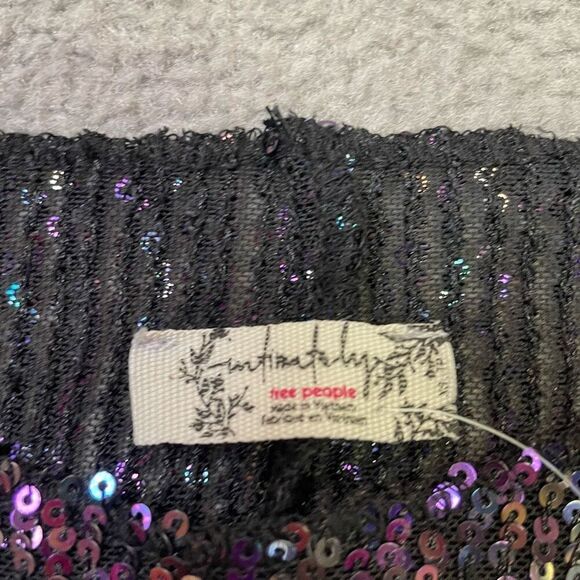 intimately
free people
Made in Vietnam
Fabriqué en Vietnam